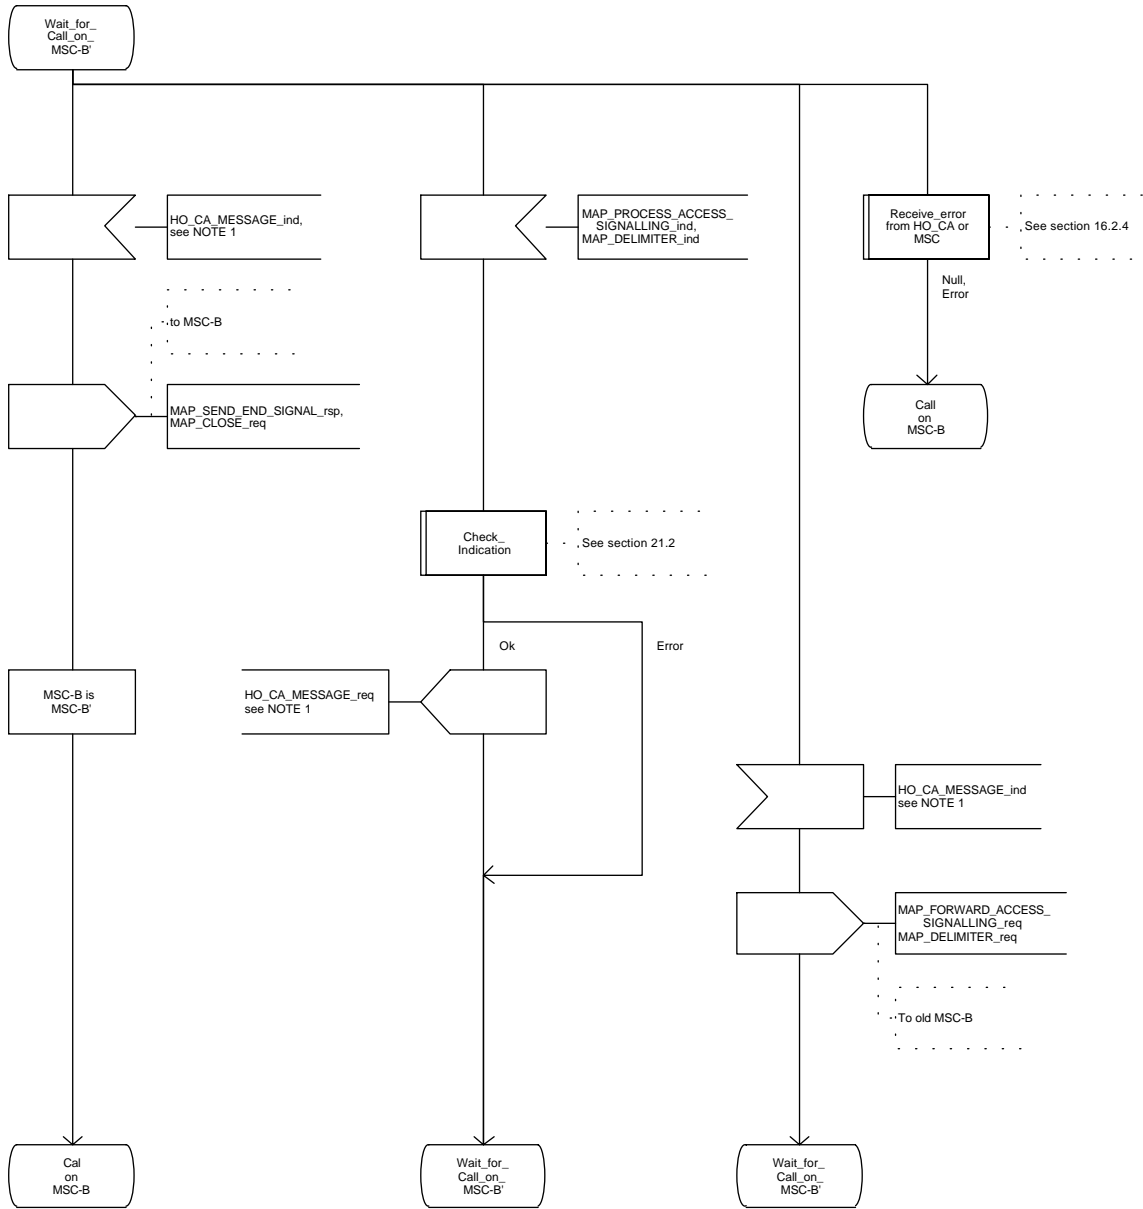 Wait_for_
Call_on_
MSC-B'
HO_CA_MESSAGE_ind,
see NOTE 1
MAP_PROCESS_ACCESS_
SIGNALLING_ind,
MAP_DELIMITER_ind
Receive_error
from HO_CA or
MSC
See section 16.2.4
Null,
Error
to MSC-B
MAP_SEND_END_SIGNAL_rsp,
MAP_CLOSE_req
Call
on
MSC-B
Check_
Indication
See section 21.2
Ok
Error
MSC-B is
MSC-B'
HO_CA_MESSAGE_req
see NOTE 1
HO_CA_MESSAGE_ind
see NOTE 1
MAP_FORWARD_ACCESS_
SIGNALLING_req
MAP_DELIMITER_req
To old MSC-B
Cal
on
MSC-B
Wait_for_
Call_on_
MSC-B'
Wait_for_
Call_on_
MSC-B'